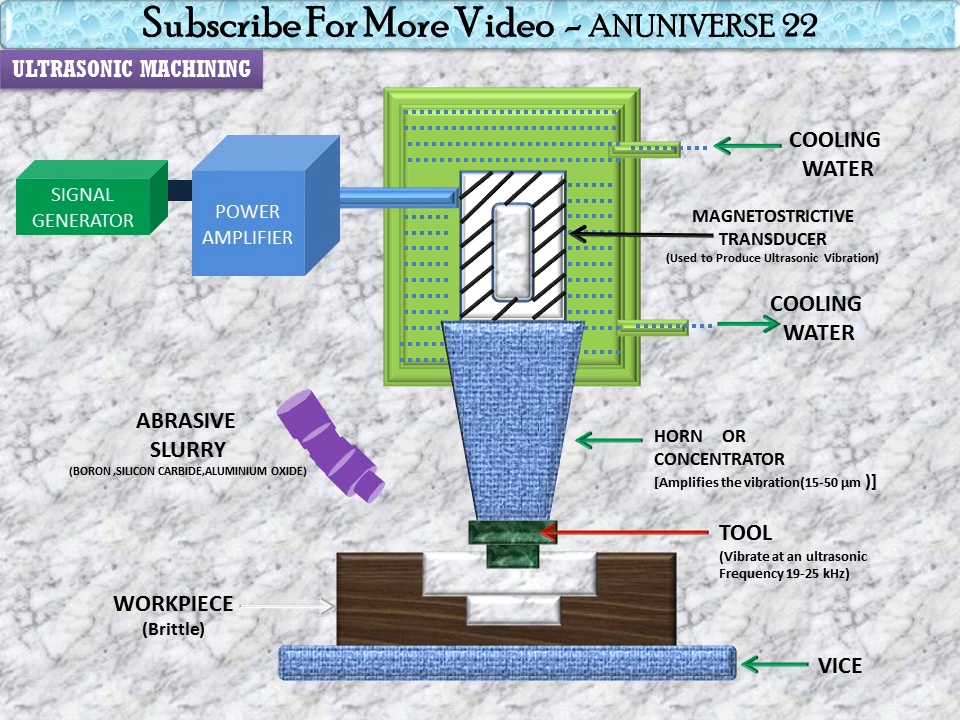 Subscribe For More Video - ANUNIVERSE 22
ULTRASONIC MACHINING
SIGNAL
GENERATOR
POWER
AMPLIFIER
COOLING
WATER
MAGNETOSTRICTIVE
TRANSDUCER
(Used to Produce Ultrasonic Vibration)
COOLING
WATER
ABRASIVE
SLURRY
(BORON ,SILICON CARBIDE,ALUMINIUM OXIDE)
HORN OR
CONCENTRATOR
[Amplifies the vibration(15-50 µm )]
TOOL
(Vibrate at an ultrasonic
Frequency 19-25 kHz)
WORKPIECE
(Brittle)
VICE